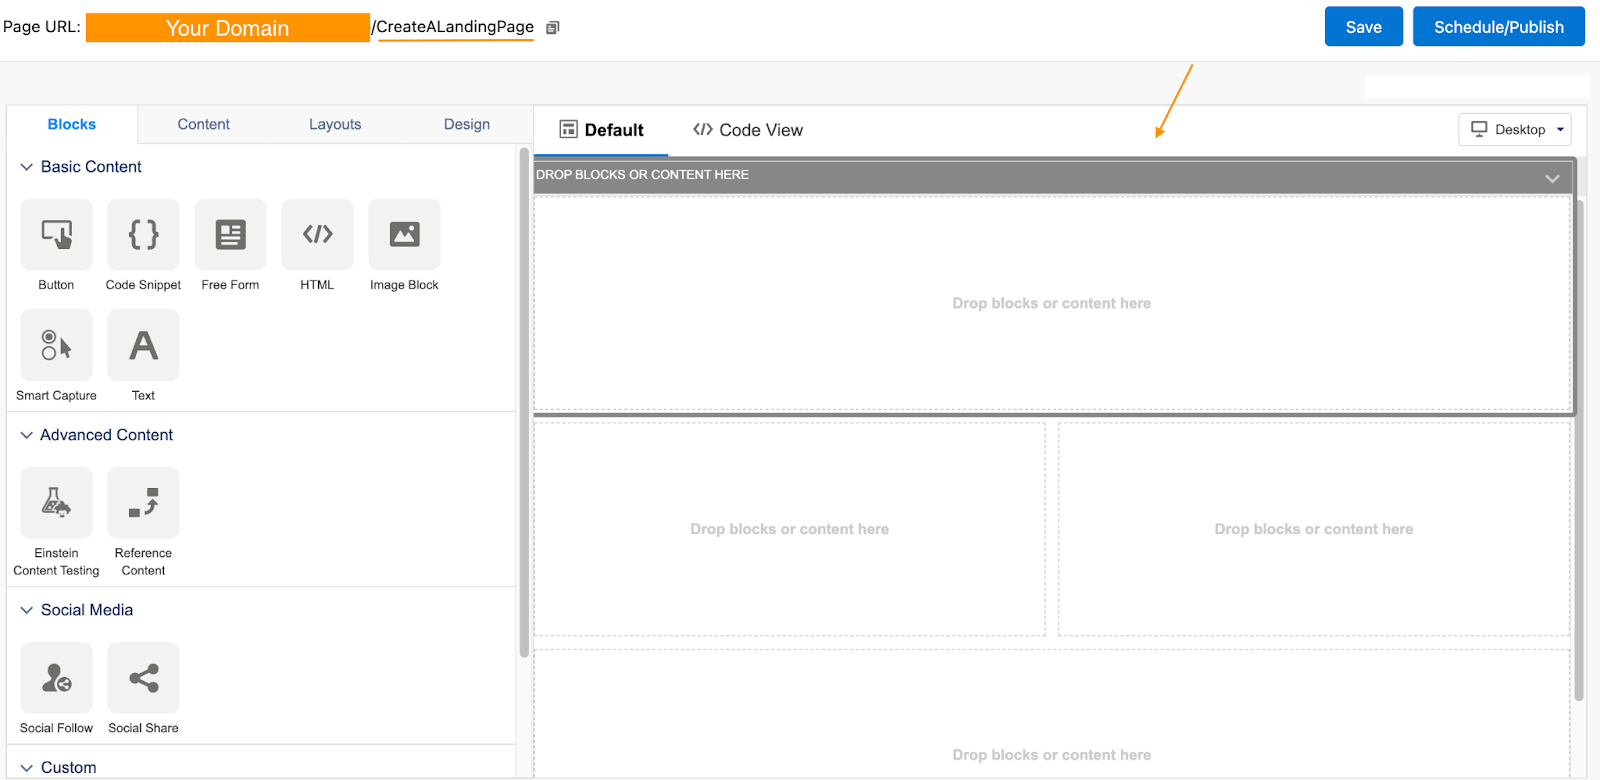 Page URL: Your Domain /CreateALandingPage
Save
Schedule/Publish
Blocks
Content
Layouts
Design
Default
</> Code View
Desktop
Basic Content
Button
Code Snippet
Free Form
HTML
Image Block
Smart Capture
Text
Advanced Content
Einstein
Content Testing
Reference
Content
Social Media
Social Follow
Social Share
Custom
DROP BLOCKS OR CONTENT HERE
Drop blocks or content here
Drop blocks or content here
Drop blocks or content here
Drop blocks or content here